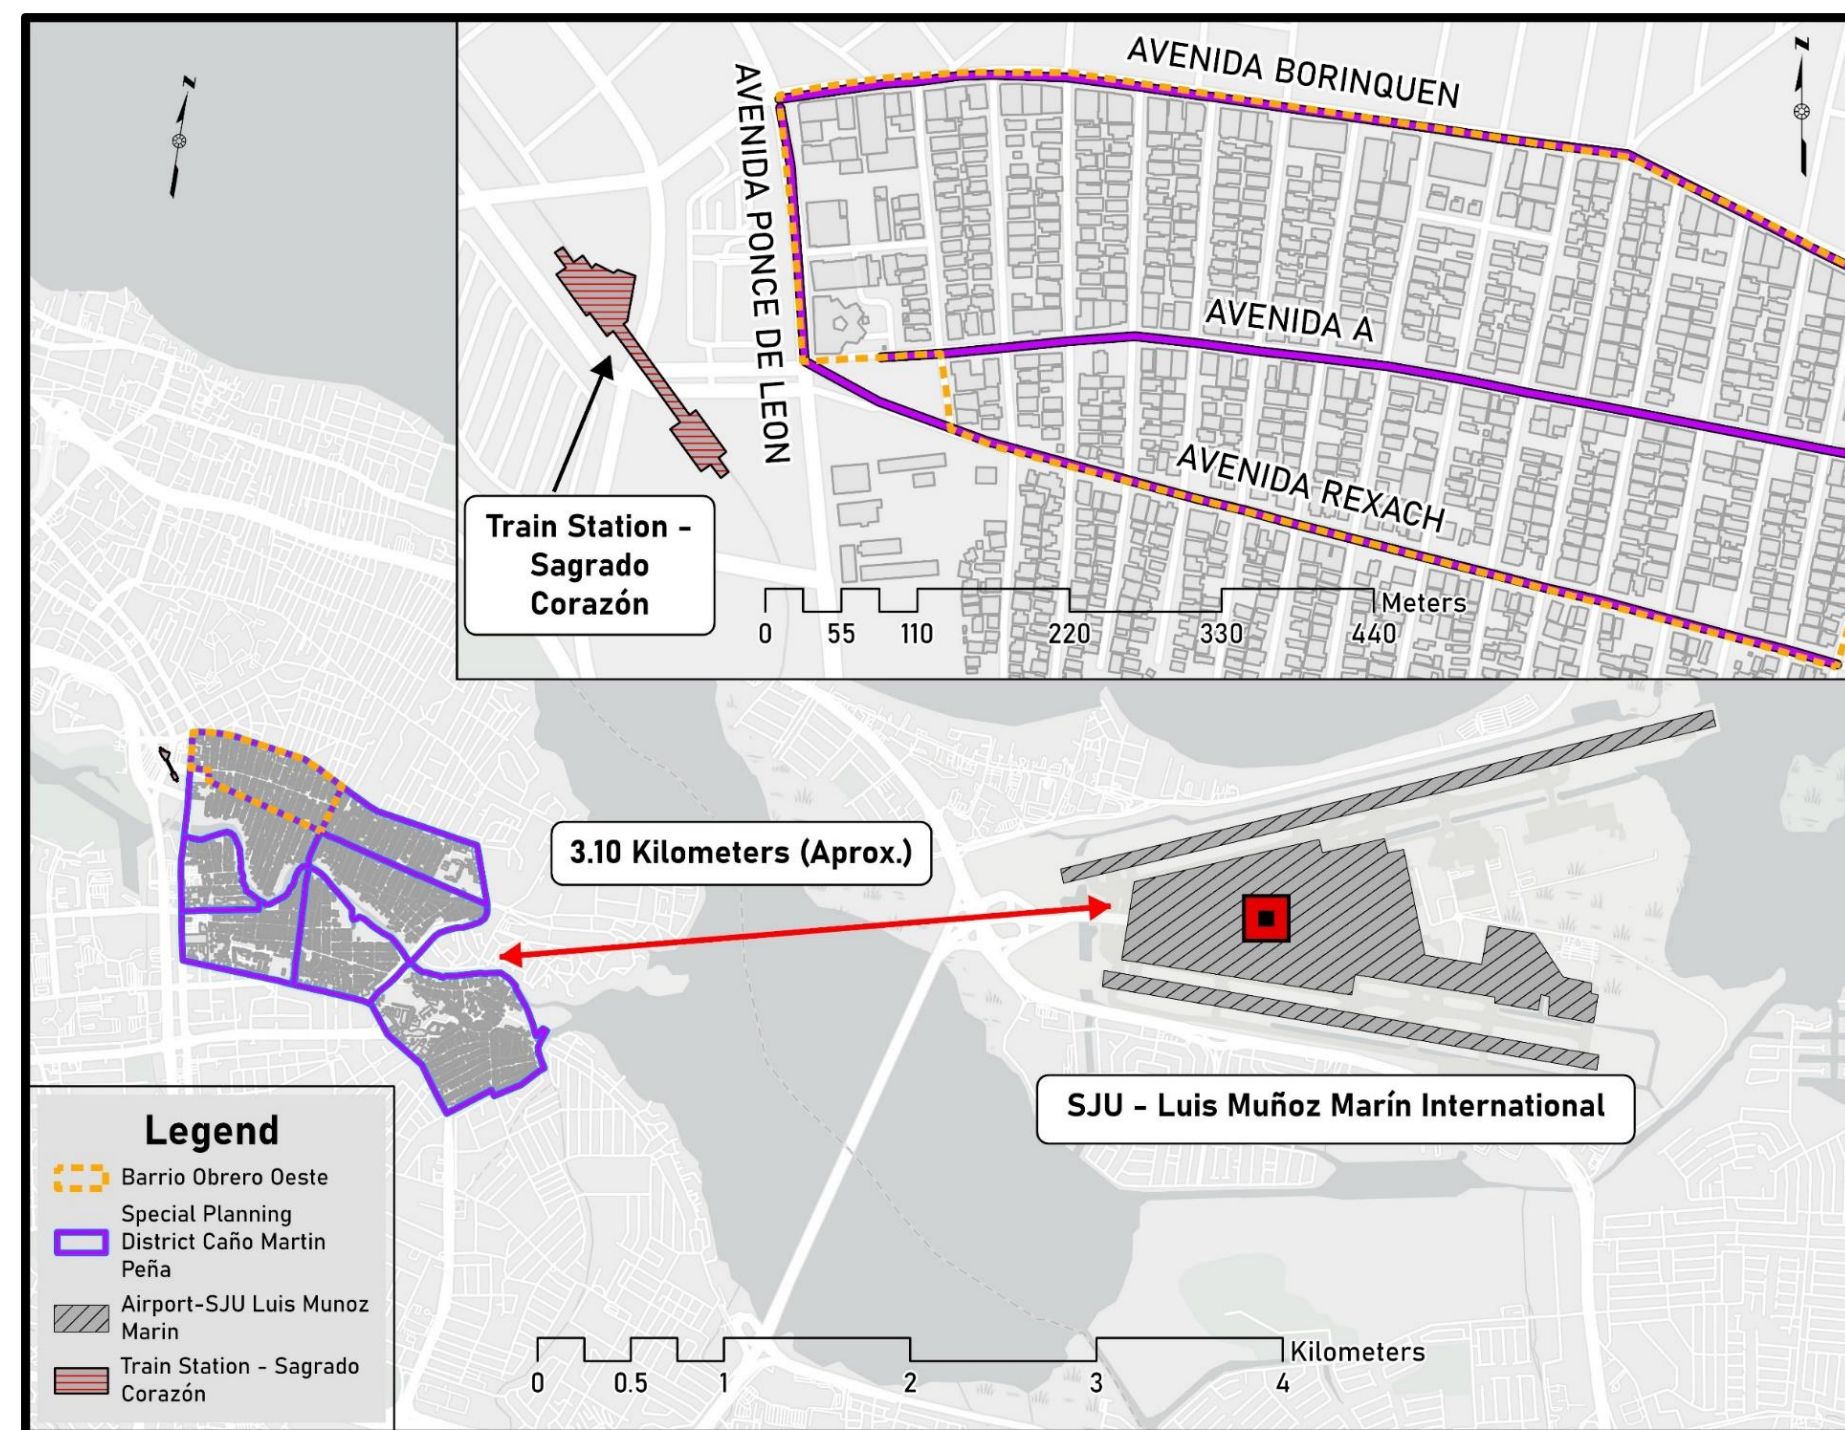 N
N
AVENIDA BORINQUEN
AVENIDA PONCE DE LEON
AVENIDA A
AVENIDA REXACH
Train Station -
Sagrado
Corazón
Meters
0 55 110 220 330 440
3.10 Kilometers (Aprox.)
SJU - Luis Muñoz Marín International
Legend
Barrio Obrero Oeste
Special Planning
District Caño Martin
Peña
Airport-SJU Luis Munoz
Marin
Train Station - Sagrado
Corazón
Kilometers
0 0.5 1 2 3 4